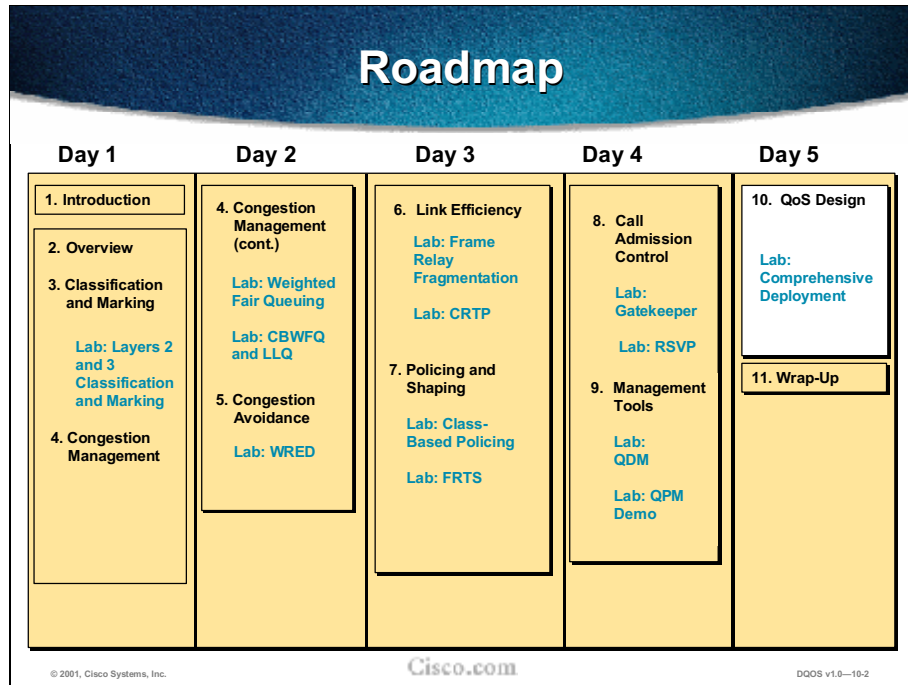 Roadmap
Day 1
Day 2
Day 3
Day 4
Day 5
1. Introduction
2. Overview
3. Classification
and Marking
Lab: Layers 2
and 3
Classification
and Marking
4. Congestion
Management
4. Congestion
Management
(cont.)
Lab: Weighted
Fair Queuing
Lab: CBWFQ
and LLQ
5. Congestion
Avoidance
Lab: WRED
6. Link Efficiency
Lab: Frame
Relay
Fragmentation
Lab: CRTP
7. Policing and
Shaping
Lab: Class-
Based Policing
Lab: FRTS
8. Call
Admission
Control
Lab:
Gatekeeper
Lab: RSVP
9. Management
Tools
Lab:
QDM
Lab: QPM
Demo
10. QoS Design
Lab:
Comprehensive
Deployment
11. Wrap-Up
© 2001, Cisco Systems, Inc.
Cisco.com
DQOS v1.0—10-2